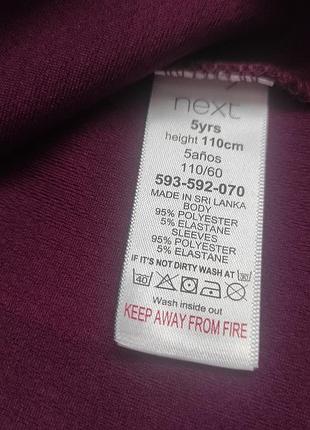 next
5yrs
height 110cm
5años
110/60
593-592-070
MADE IN SRI LANKA
BODY
95% POLYESTER
5% ELASTANE
SLEEVES
95% POLYESTER
5% ELASTANE
IF IT'S NOT DIRTY WASH AT 30
40
Wash inside out
KEEP AWAY FROM FIRE